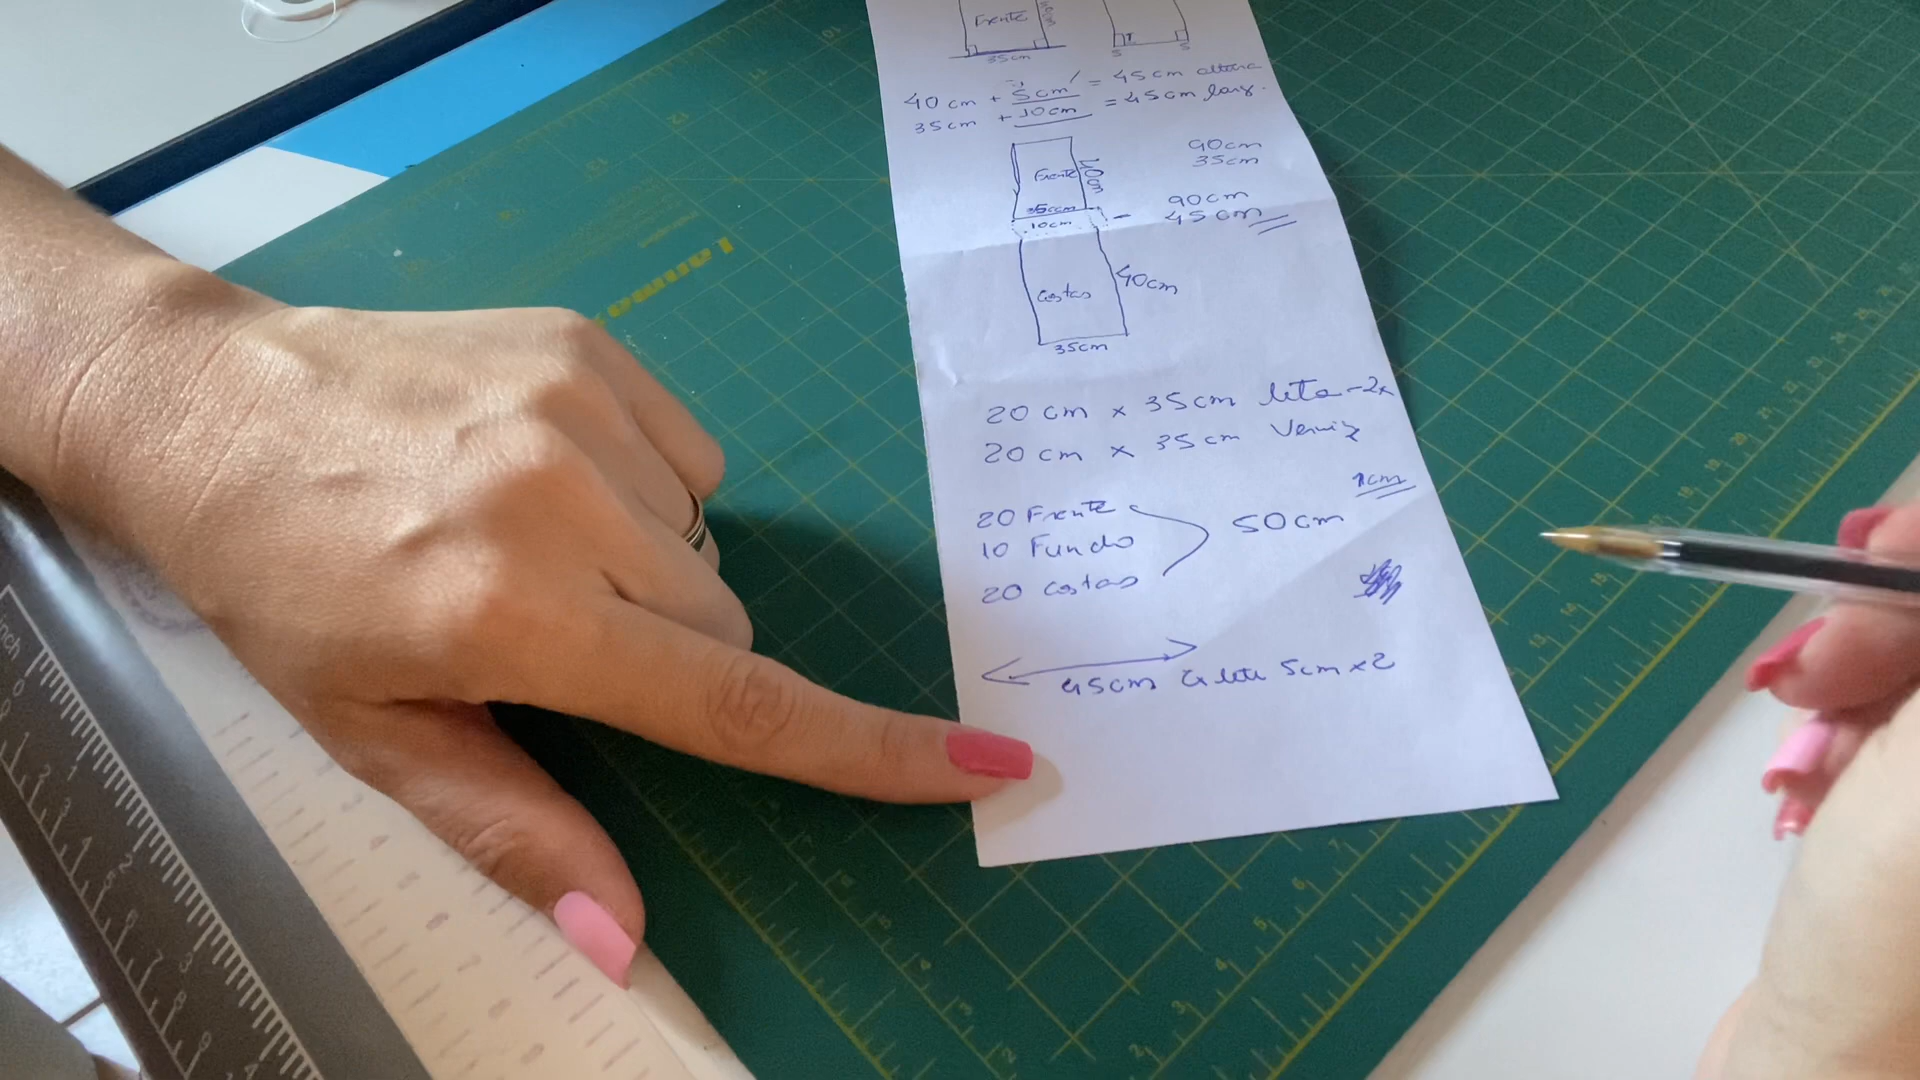 Frente
35cm
40 cm + 5cm = 45cm altura
35cm + 10cm = 45cm larg.
Frente 40cm
35cm
10cm
90cm
35cm
90cm
45cm
Costas 40cm
35cm
20 cm x 35cm
20 cm x 35cm Verniz
1cm
20 Frente
10 Fundo
20 costas
50cm
45cm 5cm x 2
inch